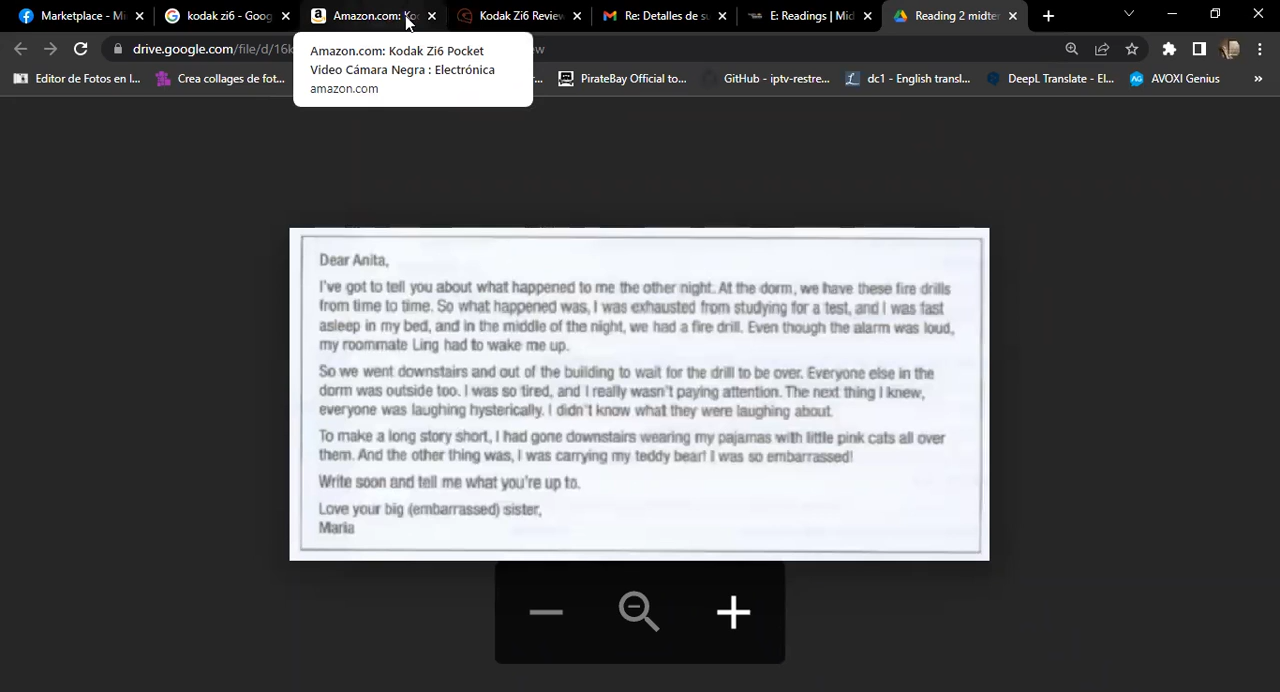 Marketplace - Mi
kodak zi6 - Goog
Amazon.com: Ko
Kodak Zi6 Review
Re: Detalles de su
E: Readings | Mid
Reading 2 midter
drive.google.com/file/d/16k
ew
Amazon.com: Kodak Zi6 Pocket
Video Cámara Negra : Electrónica
amazon.com
Editor de Fotos en l...
Crea collages de fot...
PirateBay Official to...
GitHub - iptv-restre...
dc1 - English transl...
DeepL Translate - El...
AVOXI Genius
Dear Anita,
I've got to tell you about what happened to me the other night. At the dorm, we have these fire drills
from time to time. So what happened was, I was exhausted from studying for a test, and I was fast
asleep in my bed, and in the middle of the night, we had a fire drill. Even though the alarm was loud,
my roommate Ling had to wake me up.
So we went downstairs and out of the building to wait for the drill to be over. Everyone else in the
dorm was outside too. I was so tired, and I really wasn't paying attention. The next thing I knew,
everyone was laughing hysterically. I didn't know what they were laughing about.
To make a long story short, I had gone downstairs wearing my pajamas with little pink cats all over
them. And the other thing was, I was carrying my teddy bear! I was so embarrassed!
Write soon and tell me what you're up to.
Love your big (embarrassed) sister,
Maria